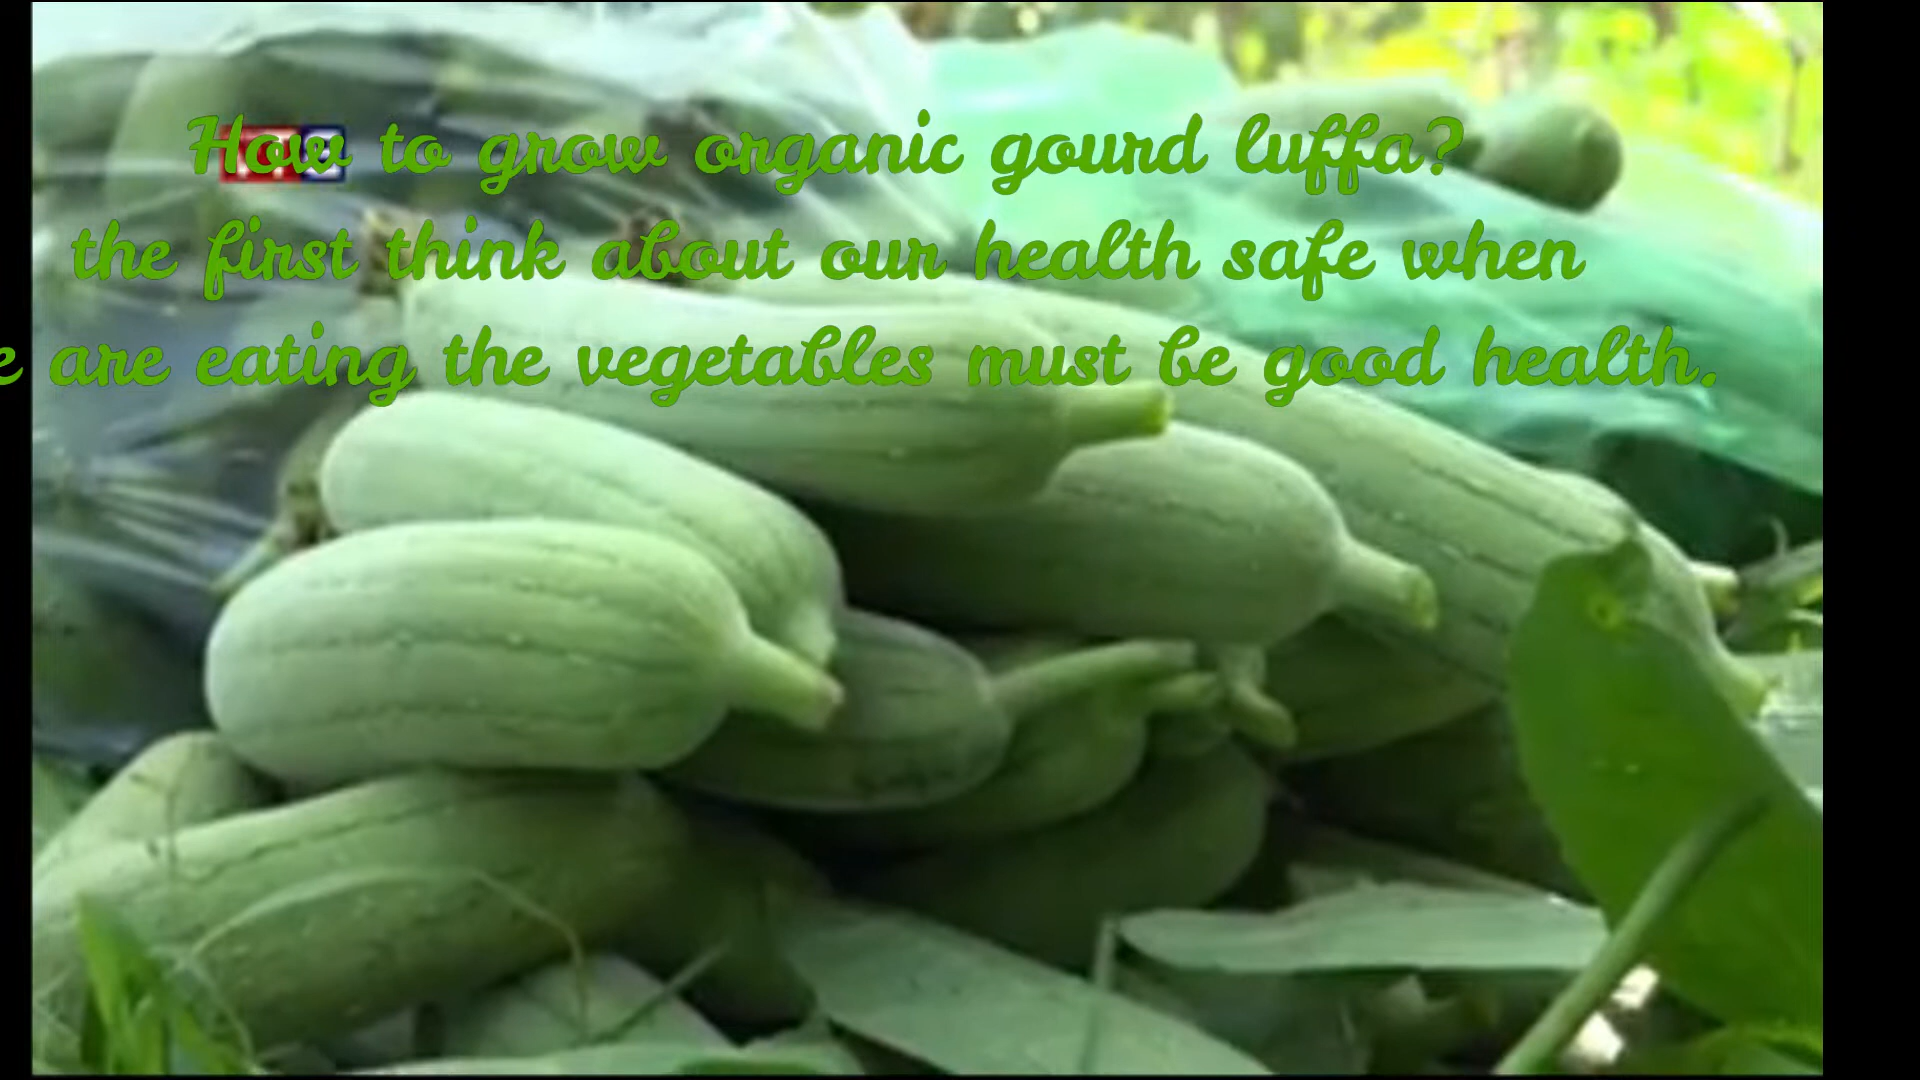 How to grow organic gourd luffa?
the first think about our health safe when
e are eating the vegetables must be good health.